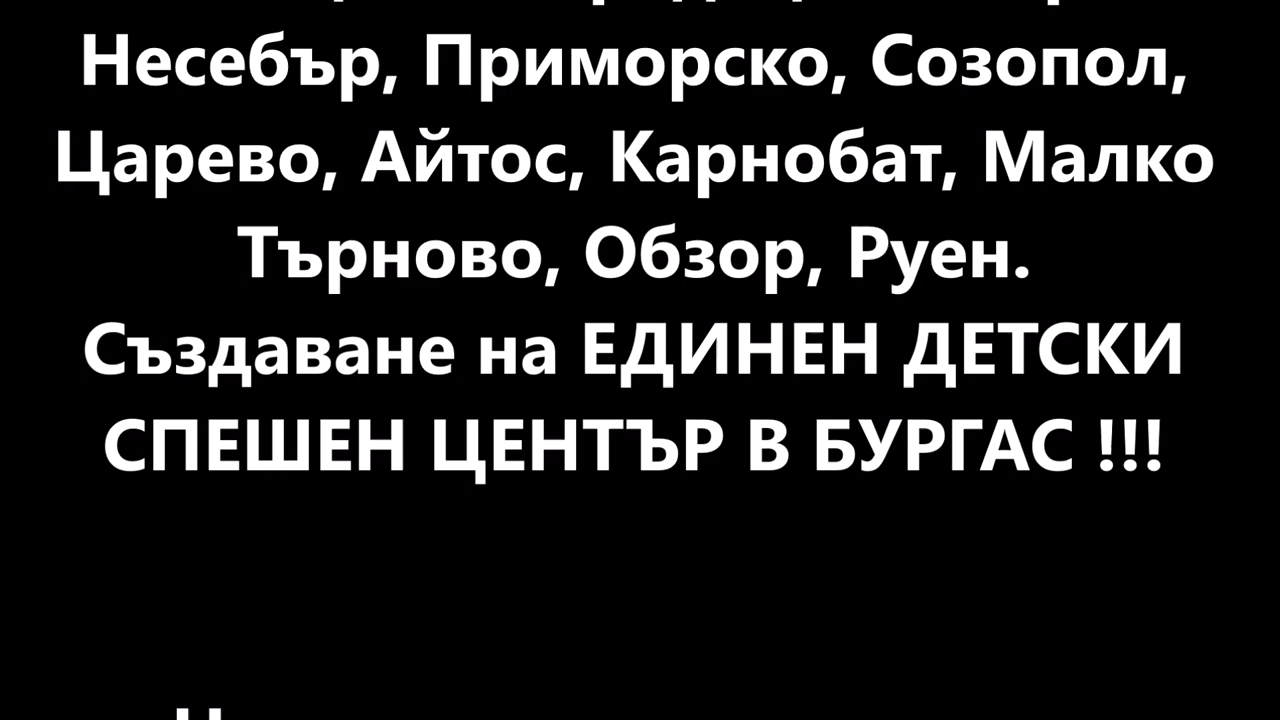 Несебър, Приморско, Созопол,
Царево, Айтос, Карнобат, Малко
Търново, Обзор, Руен.
Създаване на ЕДИНЕН ДЕТСКИ
СПЕШЕН ЦЕНТЪР В БУРГАС !!!